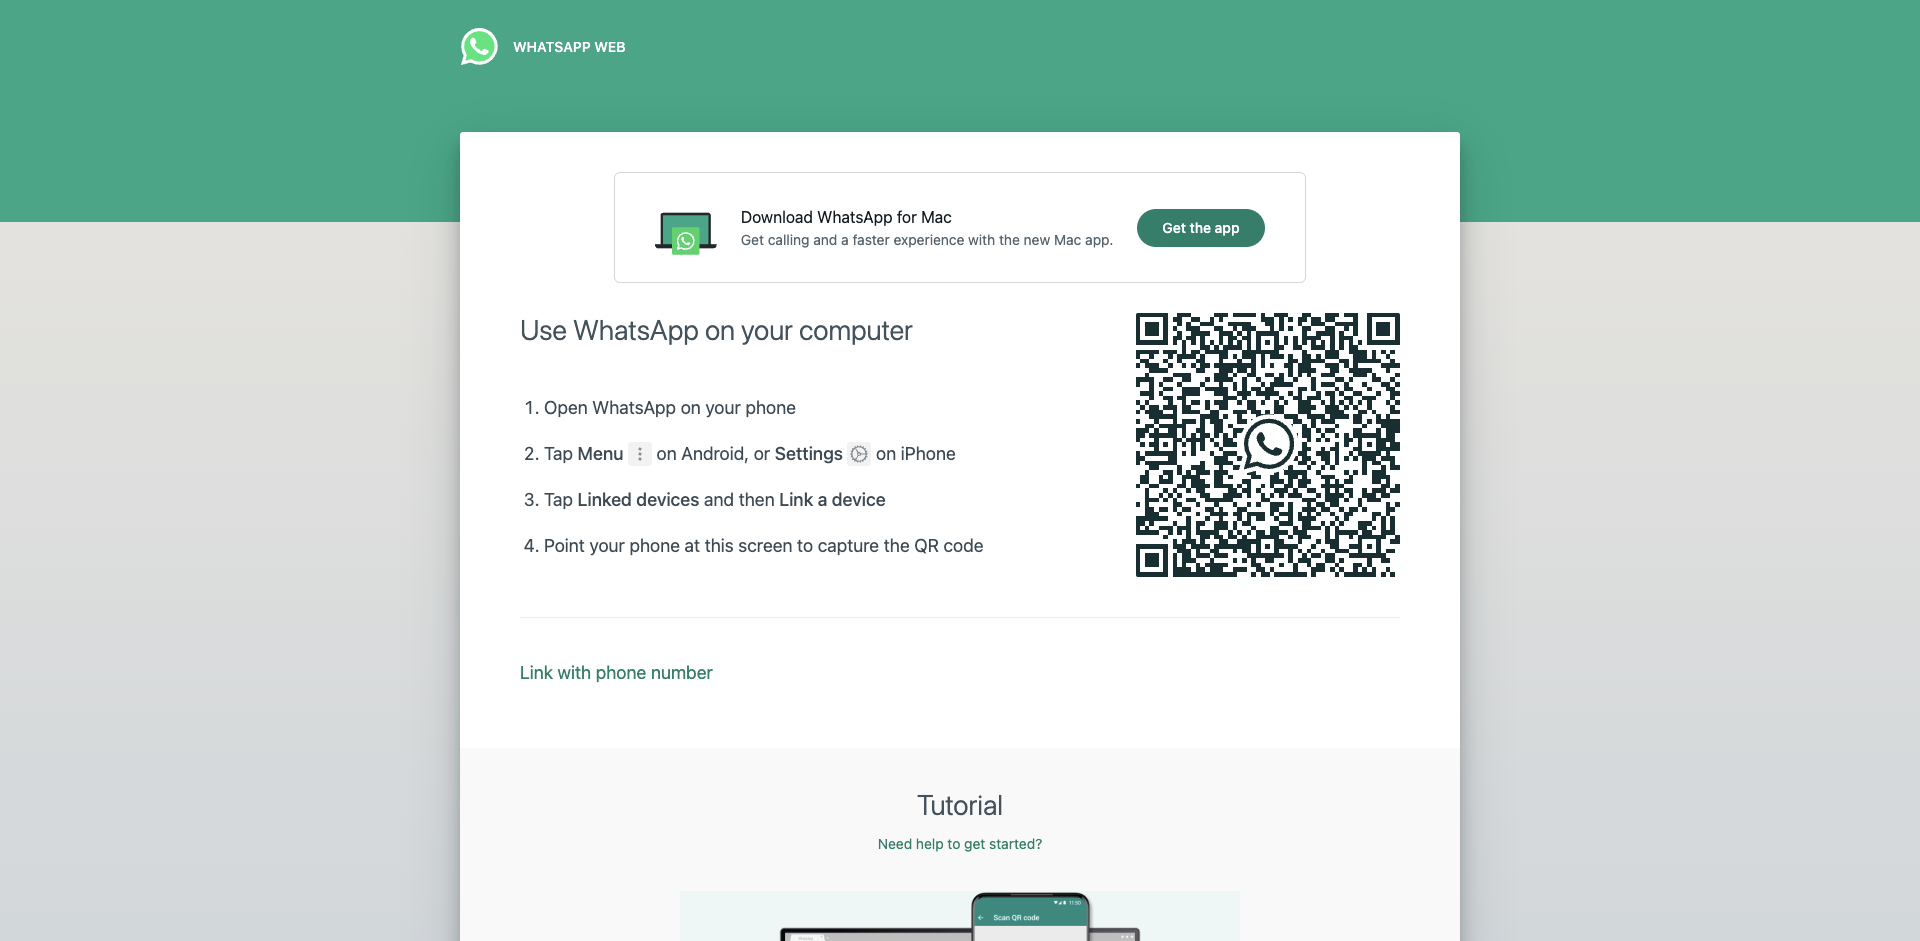 WHATSAPP WEB
Download WhatsApp for Mac
Get calling and a faster experience with the new Mac app.
Get the app
Use WhatsApp on your computer
1. Open WhatsApp on your phone
2. Tap Menu on Android, or Settings on iPhone
3. Tap Linked devices and then Link a device
4. Point your phone at this screen to capture the QR code
Link with phone number
Tutorial
Need help to get started?
11:50
Scan QR code